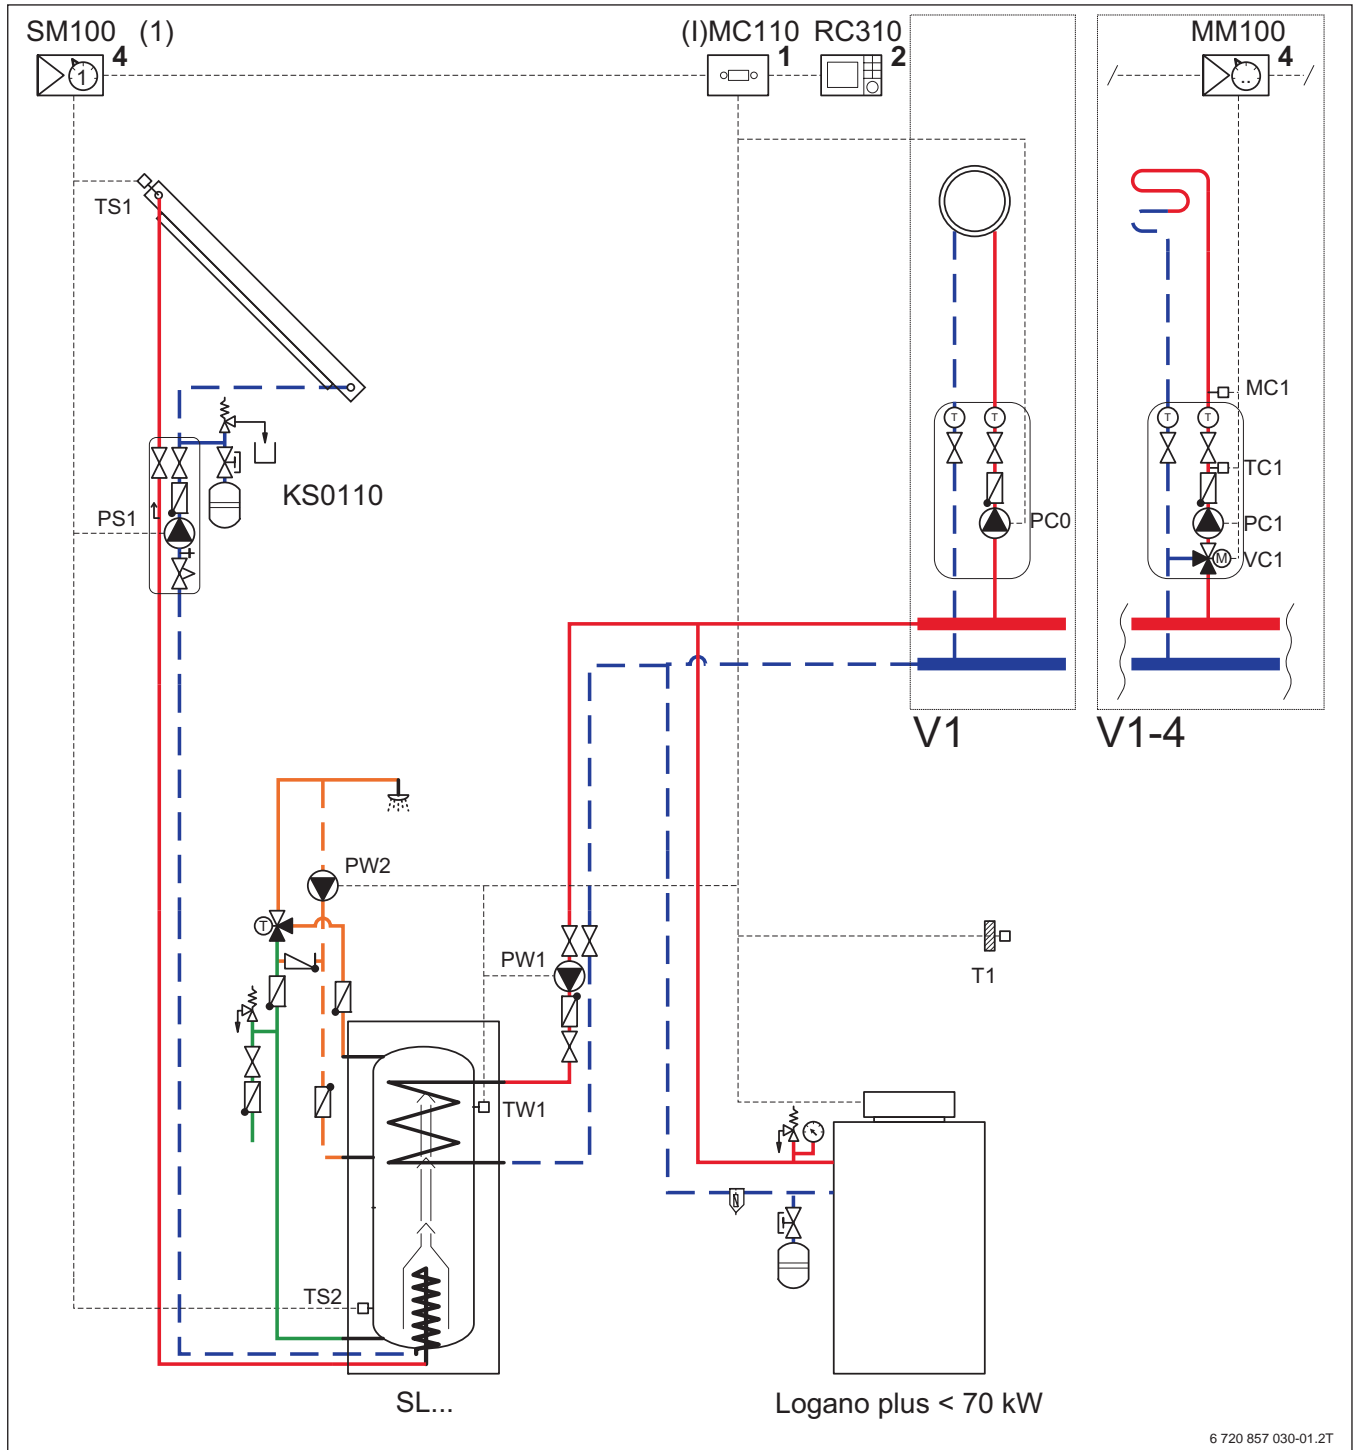 SM100 (1)
(I)MC110 RC310
MM100
4
1
2
4
1
..
TS1
MC1
T
T
T
T
TC1
KS0110
PS1
PC0
PC1
M
VC1
V1
V1-4
PW2
T
PW1
T1
TW1
TS2
SL...
Logano plus < 70 kW
6 720 857 030-01.2T